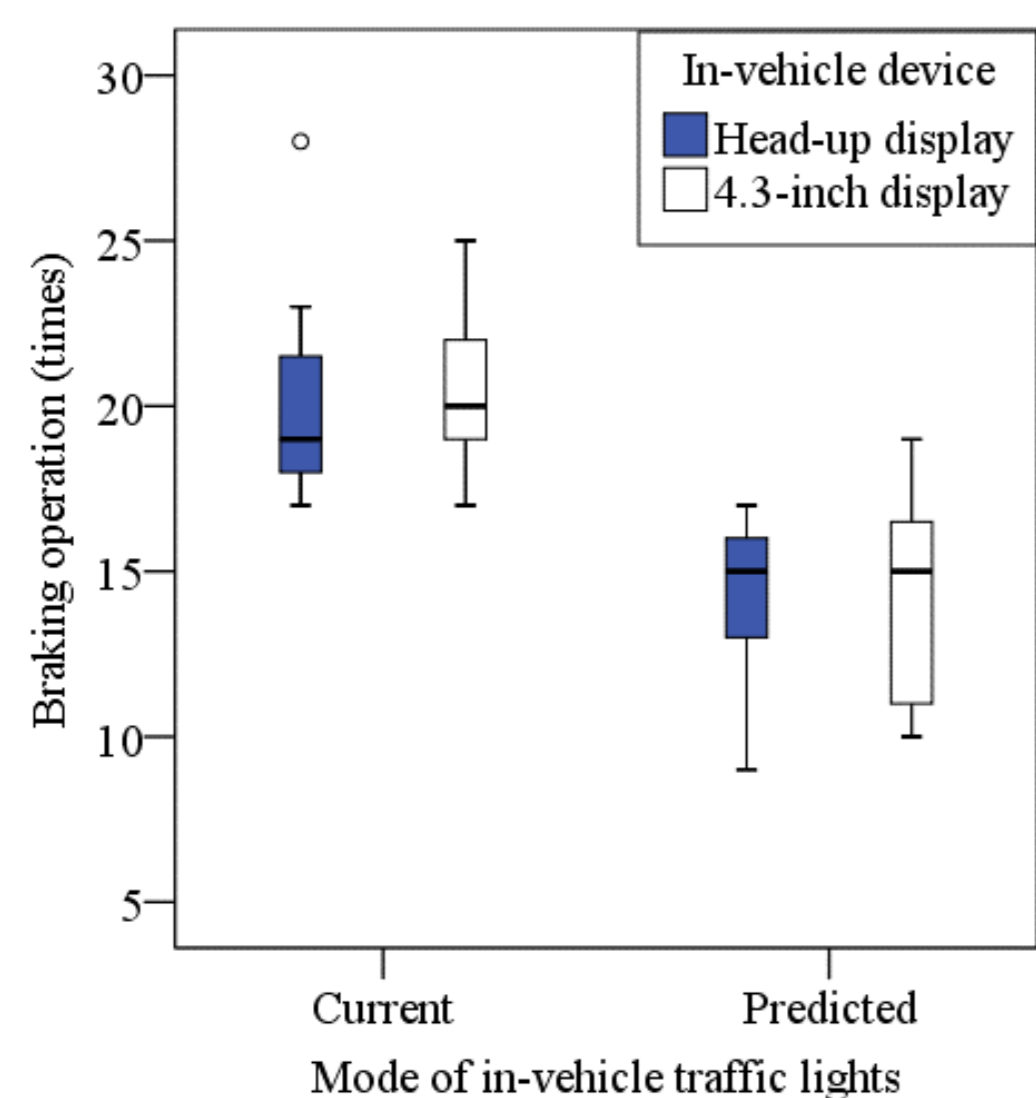 In-vehicle device
Head-up display
4.3-inch display
Braking operation (times)
30
25
20
15
10
5
Current Predicted
Mode of in-vehicle traffic lights